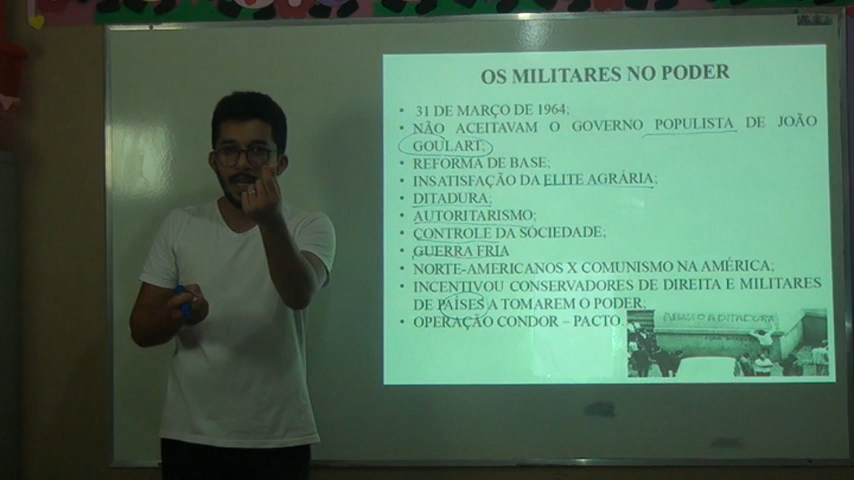 OS MILITARES NO PODER
• 31 DE MARÇO DE 1964;
• NÃO ACEITAVAM O GOVERNO POPULISTA DE JOÃO
GOULART;
• REFORMA DE BASE;
• INSATISFAÇÃO DA ELITE AGRÁRIA;
• DITADURA;
• AUTORITARISMO;
• CONTROLE DA SOCIEDADE;
• GUERRA FRIA
• NORTE-AMERICANOS X COMUNISMO NA AMÉRICA;
• INCENTIVOU CONSERVADORES DE DIREITA E MILITARES
DE PAÍSES A TOMAREM O PODER;
• OPERAÇÃO CONDOR – PACTO.
ABAIXO A DITADURA